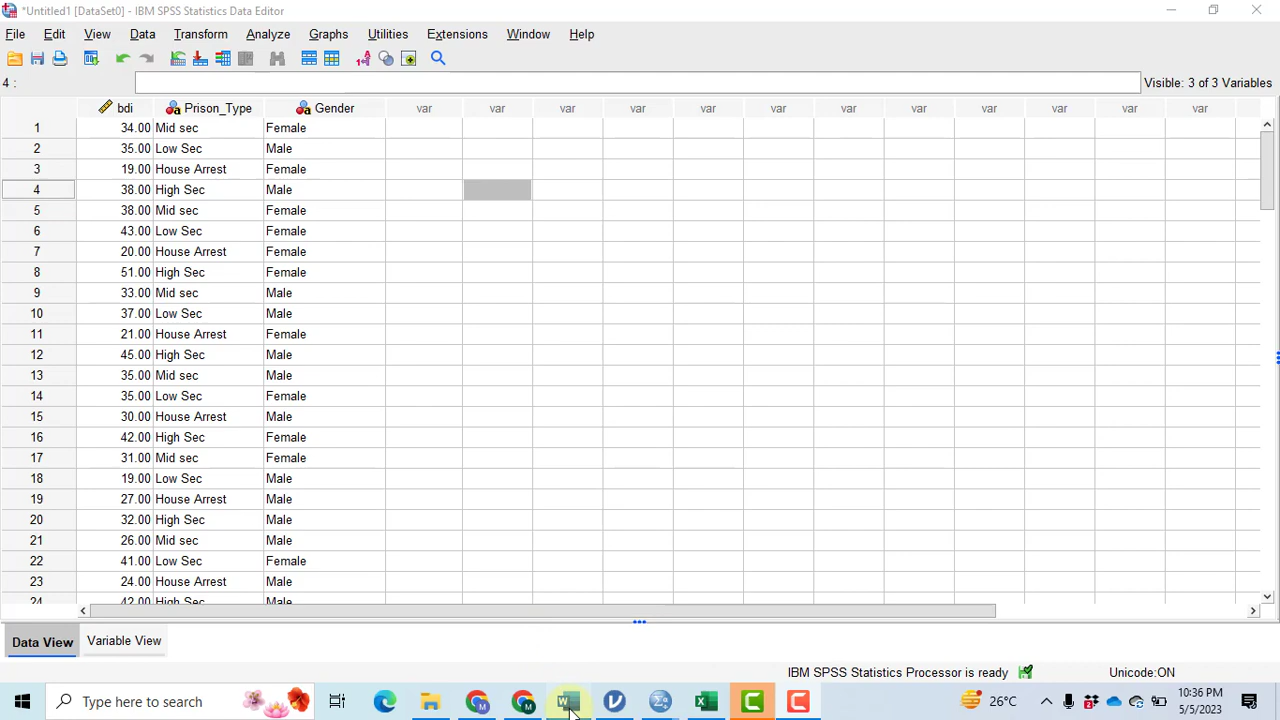 *Untitled1 [DataSet0] - IBM SPSS Statistics Data Editor
File Edit View Data Transform Analyze Graphs Utilities Extensions Window Help
4 : Visible: 3 of 3 Variables
bdi Prison_Type Gender var var var var var var var var var var var var
1 34.00 Mid sec Female
2 35.00 Low Sec Male
3 19.00 House Arrest Female
4 38.00 High Sec Male
5 38.00 Mid sec Female
6 43.00 Low Sec Female
7 20.00 House Arrest Female
8 51.00 High Sec Female
9 33.00 Mid sec Male
10 37.00 Low Sec Male
11 21.00 House Arrest Female
12 45.00 High Sec Male
13 35.00 Mid sec Male
14 35.00 Low Sec Female
15 30.00 House Arrest Male
16 42.00 High Sec Female
17 31.00 Mid sec Female
18 19.00 Low Sec Male
19 27.00 House Arrest Male
20 32.00 High Sec Male
21 26.00 Mid sec Male
22 41.00 Low Sec Female
23 24.00 House Arrest Male
24 42.00 High Sec Male
Data View Variable View
IBM SPSS Statistics Processor is ready Unicode:ON
Type here to search 26°C 10:36 PM
5/5/2023